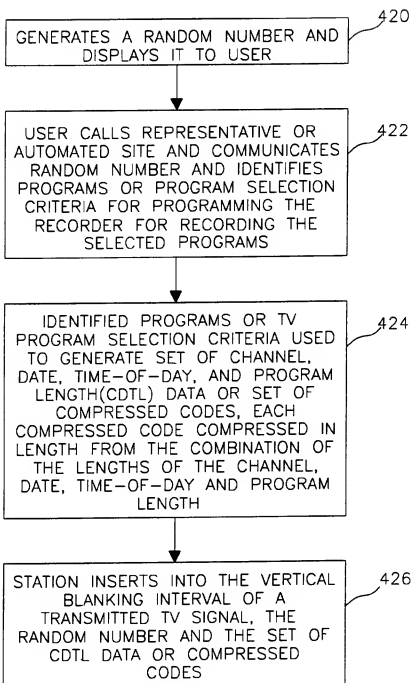 420
GENERATES A RANDOM NUMBER AND
DISPLAYS IT TO USER
422
USER CALLS REPRESENTATIVE OR
AUTOMATED SITE AND COMMUNICATES
RANDOM NUMBER AND IDENTIFIES
PROGRAMS OR PROGRAM SELECTION
CRITERIA FOR PROGRAMMING THE
RECORDER FOR RECORDING THE
SELECTED PROGRAMS
424
IDENTIFIED PROGRAMS OR TV
PROGRAM SELECTION CRITERIA USED
TO GENERATE SET OF CHANNEL,
DATE, TIME-OF-DAY, AND PROGRAM
LENGTH(CDTL) DATA OR SET OF
COMPRESSED CODES, EACH
COMPRESSED CODE COMPRESSED IN
LENGTH FROM THE COMBINATION OF
THE LENGTHS OF THE CHANNEL,
DATE, TIME-OF-DAY AND PROGRAM
LENGTH
426
STATION INSERTS INTO THE VERTICAL
BLANKING INTERVAL OF A
TRANSMITTED TV SIGNAL, THE
RANDOM NUMBER AND THE SET OF
CDTL DATA OR COMPRESSED
CODES